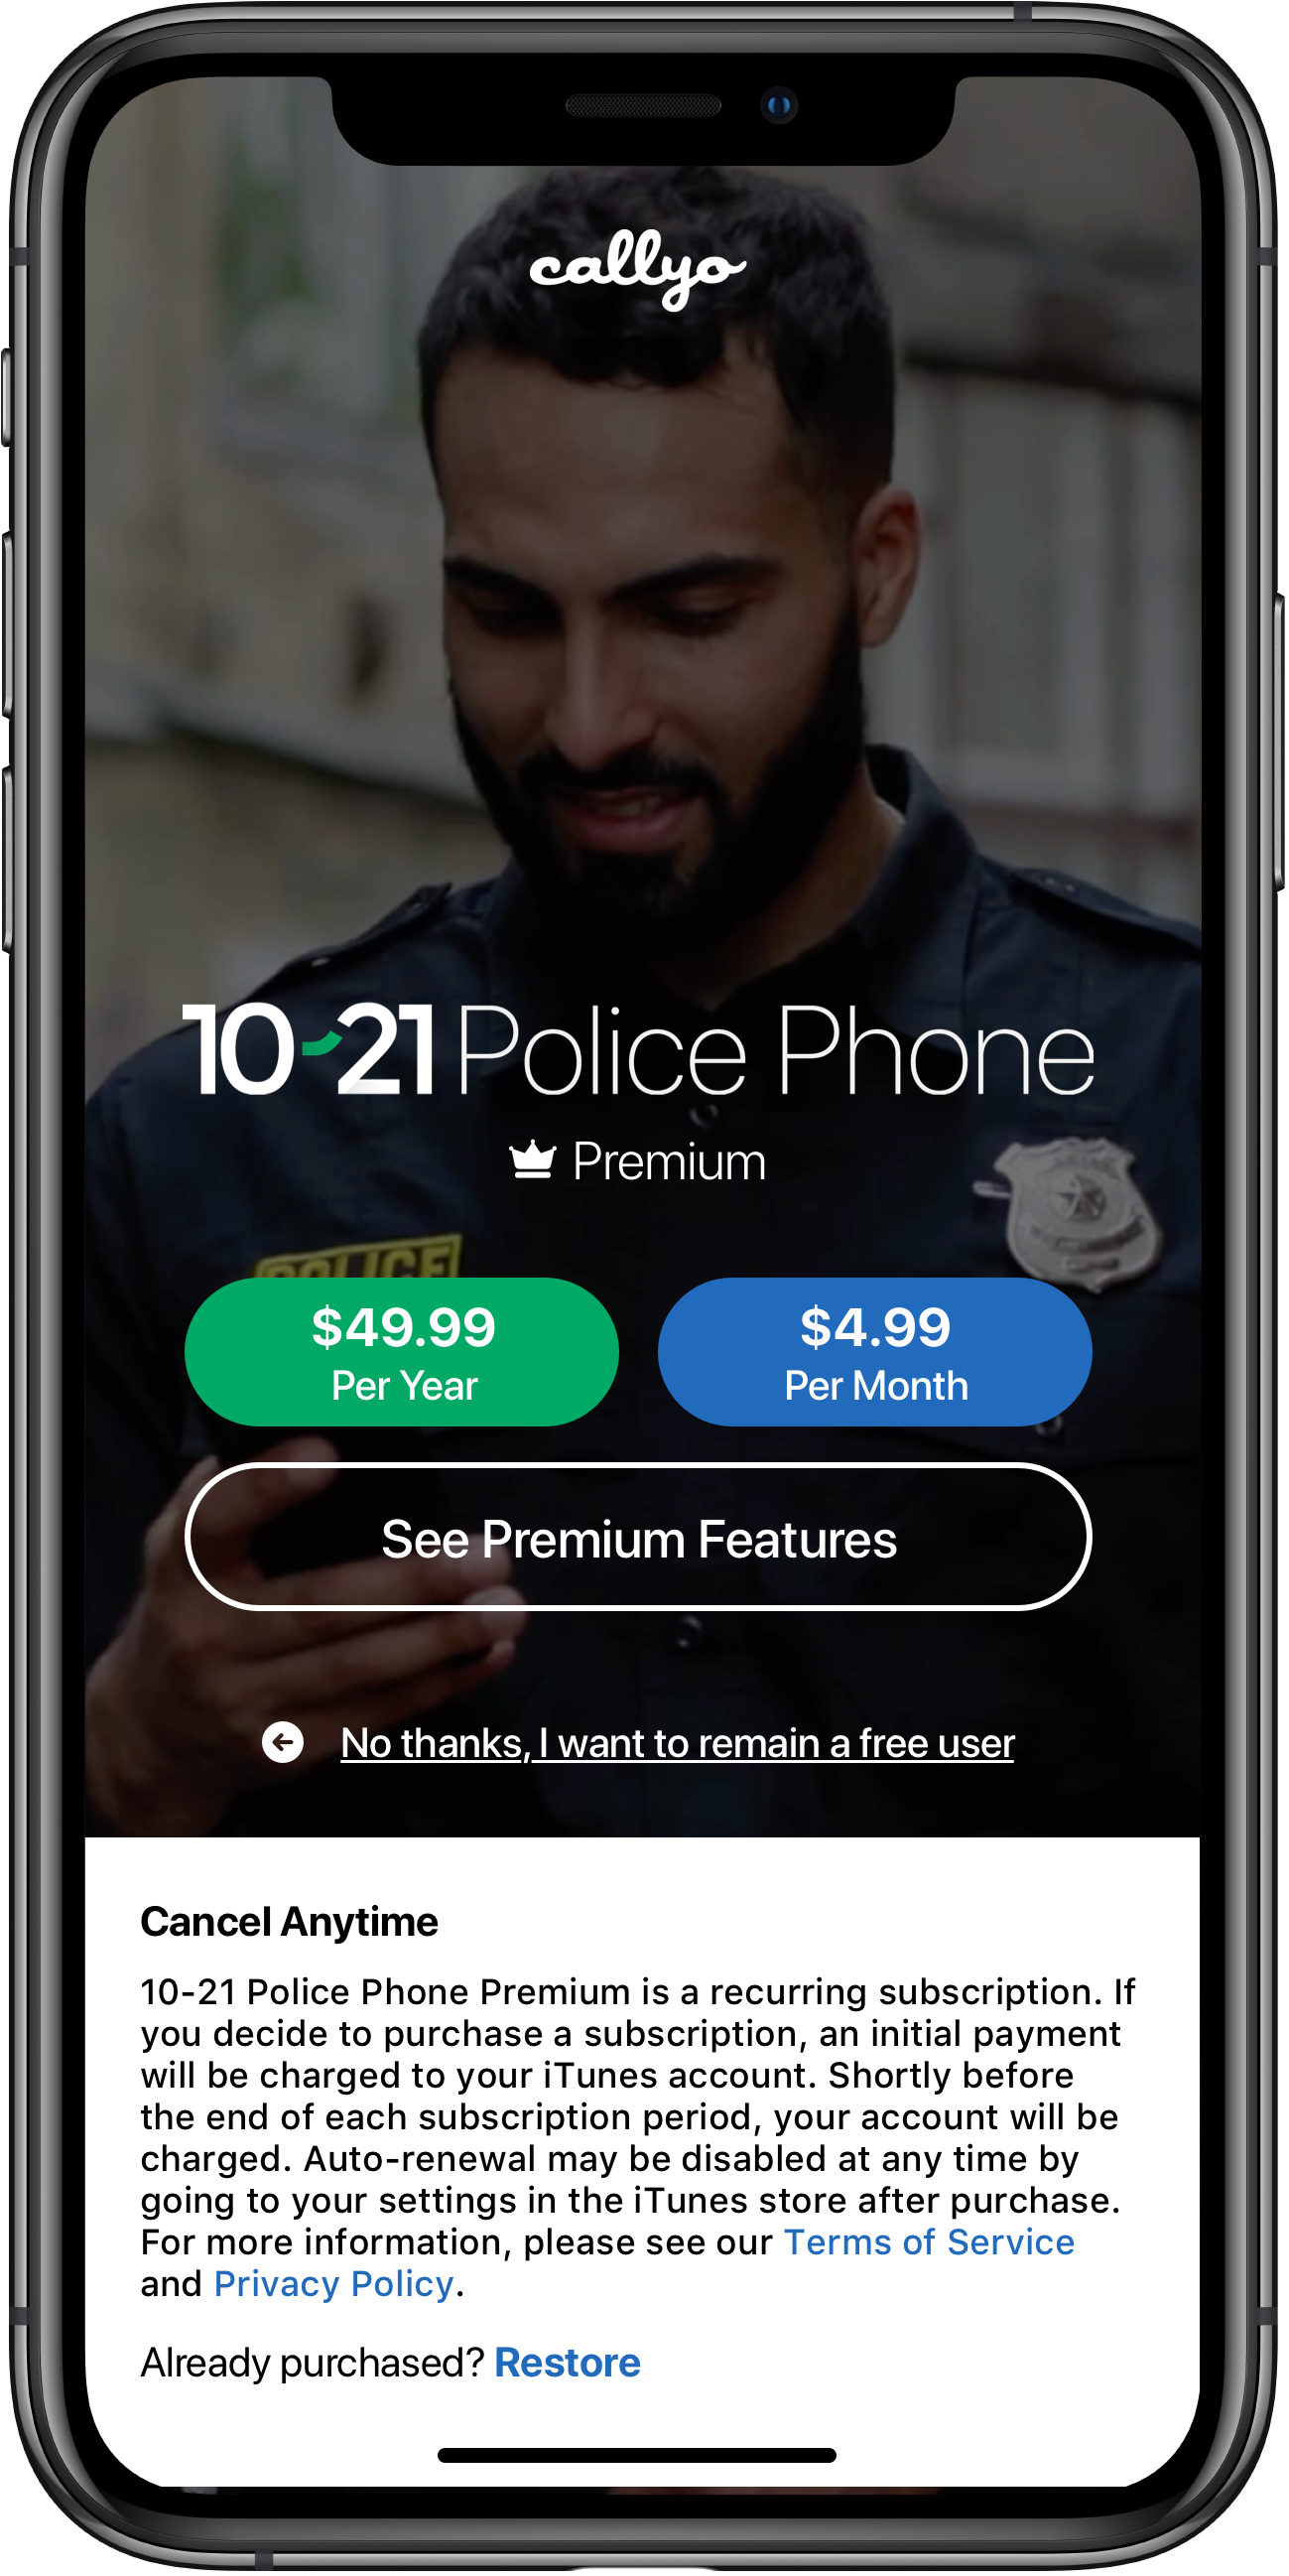 callyo
10-21 Police Phone
Premium
POLICE
$49.99
Per Year
$4.99
Per Month
See Premium Features
No thanks, I want to remain a free user
Cancel Anytime
10-21 Police Phone Premium is a recurring subscription. If
you decide to purchase a subscription, an initial payment
will be charged to your iTunes account. Shortly before
the end of each subscription period, your account will be
charged. Auto-renewal may be disabled at any time by
going to your settings in the iTunes store after purchase.
For more information, please see our Terms of Service
and Privacy Policy.
Already purchased? Restore